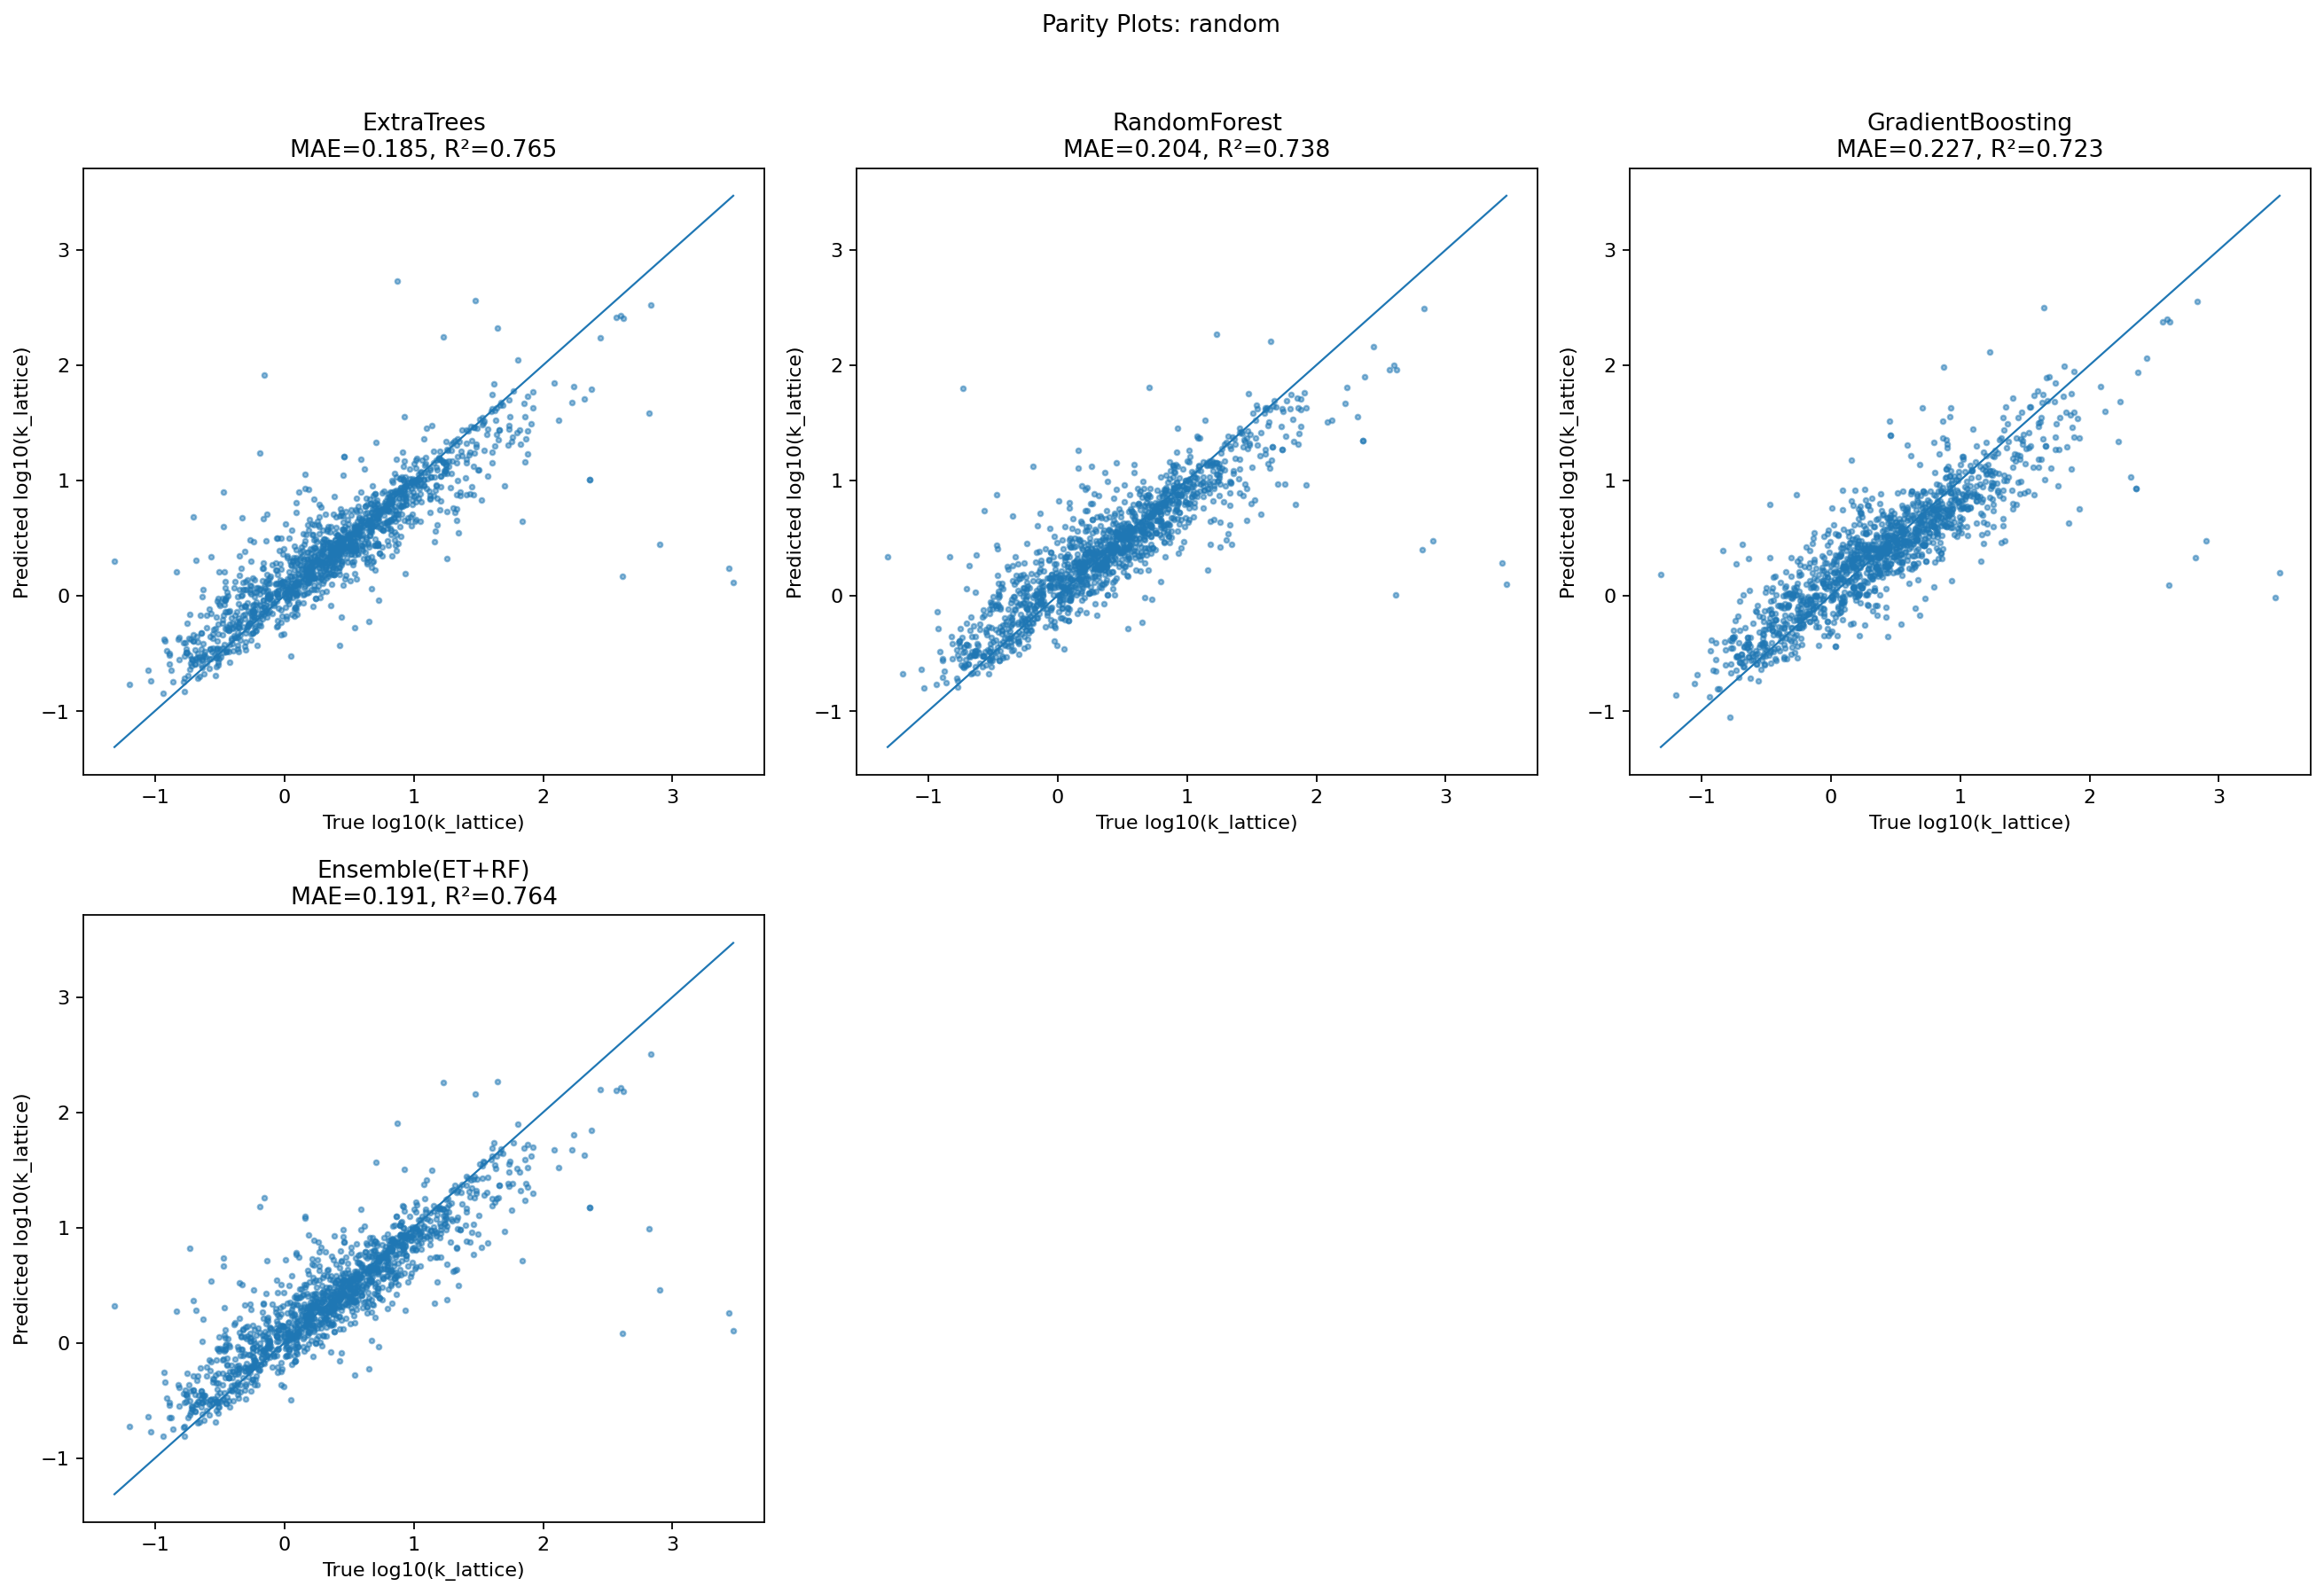 Parity Plots: random
ExtraTrees
MAE=0.185, R²=0.765
Predicted log10(k_lattice)
3
2
1
0
−1
−1 0 1 2 3
True log10(k_lattice)
RandomForest
MAE=0.204, R²=0.738
Predicted log10(k_lattice)
3
2
1
0
−1
−1 0 1 2 3
True log10(k_lattice)
GradientBoosting
MAE=0.227, R²=0.723
Predicted log10(k_lattice)
3
2
1
0
−1
−1 0 1 2 3
True log10(k_lattice)
Ensemble(ET+RF)
MAE=0.191, R²=0.764
Predicted log10(k_lattice)
3
2
1
0
−1
−1 0 1 2 3
True log10(k_lattice)